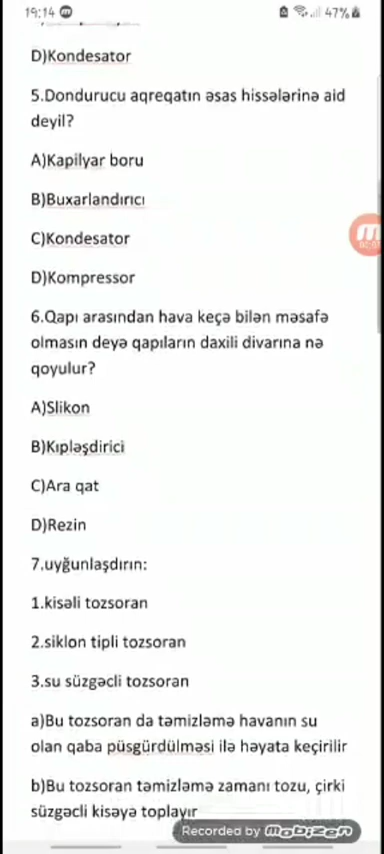 19:14
47%
D)Kondesator
5.Dondurucu aqreqatın əsas hissələrinə aid
deyil?
A)Kapilyar boru
B)Buxarlandırıcı
C)Kondesator
D)Kompressor
6.Qapı arasından hava keçə bilən məsafə
olmasın deyə qapıların daxili divarına nə
qoyulur?
A)Slikon
B)Kıpləşdirici
C)Ara qat
D)Rezin
7.uyğunlaşdırın:
1.kisəli tozsoran
2.siklon tipli tozsoran
3.su süzgəcli tozsoran
a)Bu tozsoran da təmizləmə havanın su
olan qaba püsgürdülməsi ilə həyata keçirilir
b)Bu tozsoran təmizləmə zamanı tozu, çirki
süzgəcli kisəyə toplayır
Recorded by Mobizen